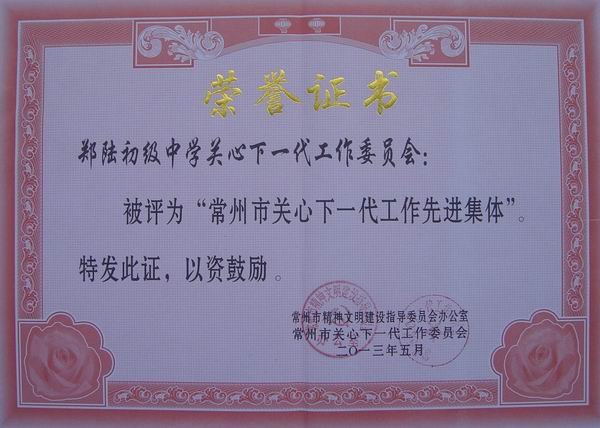 荣誉证书
郑陆初级中学关心下一代工作委员会：
被评为“常州市关心下一代工作先进集体”。
特发此证，以资鼓励。
常州市精神文明建设指导委员会办公室
常州市关心下一代工作委员会
二〇一三年五月